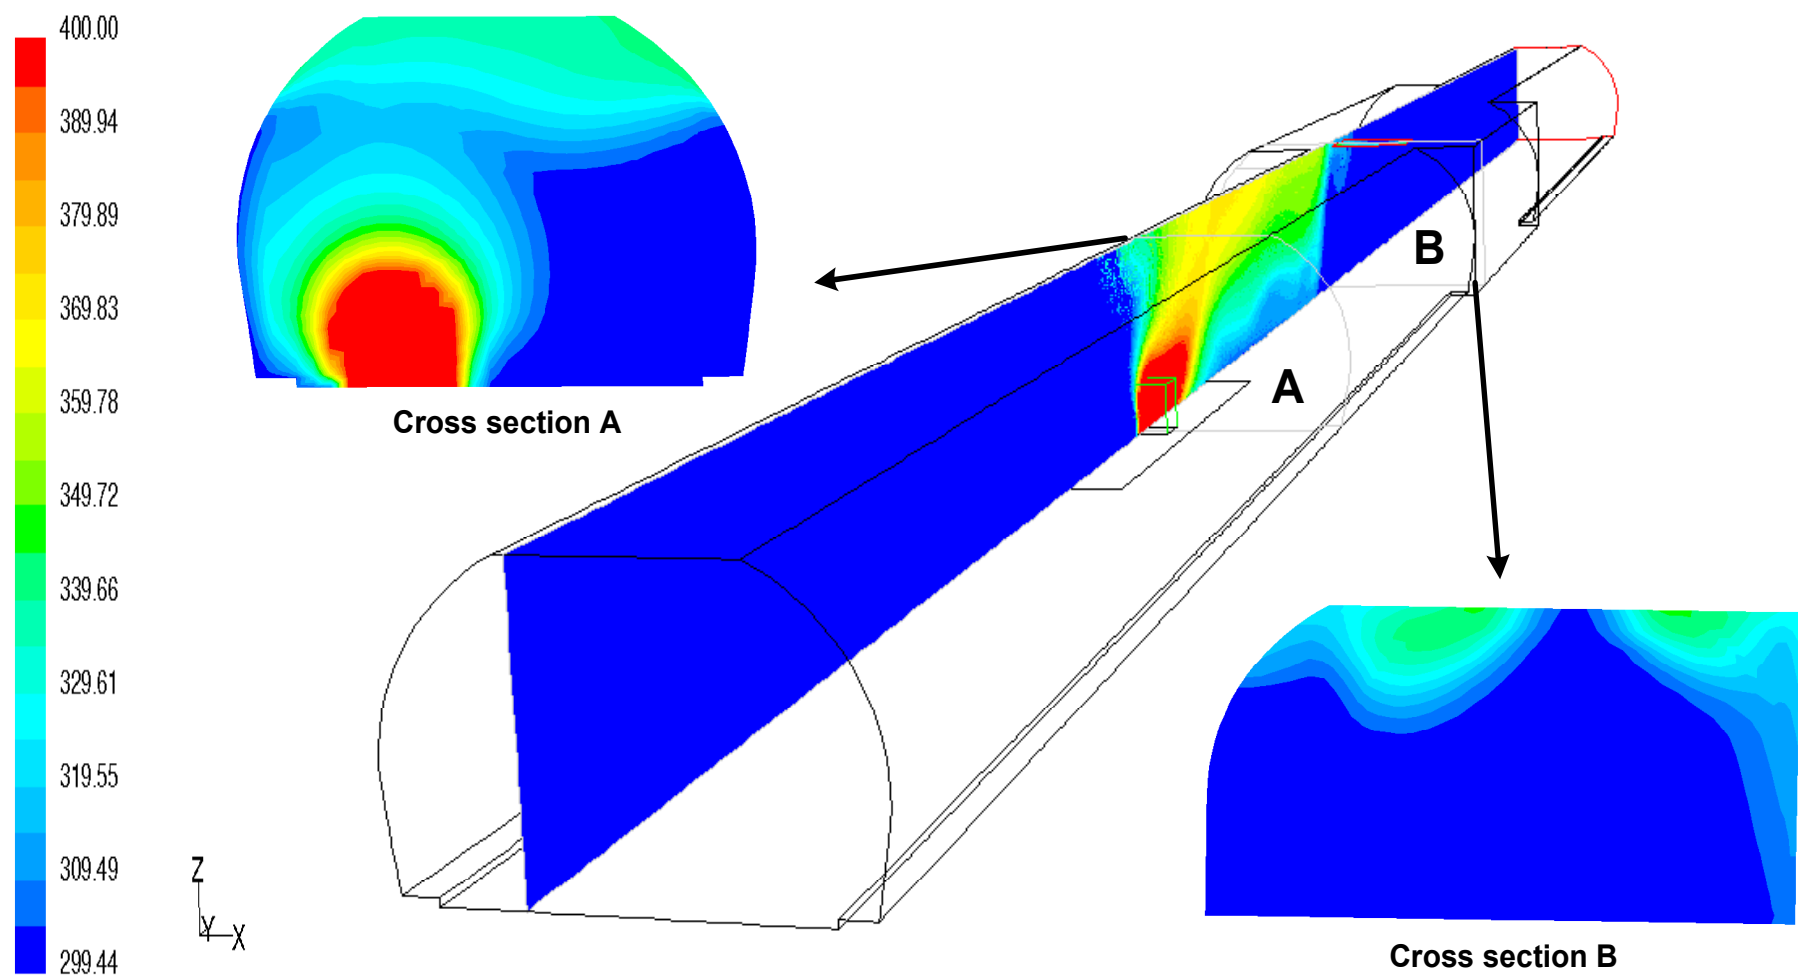 400.00
389.94
379.89
369.83
359.78
349.72
339.66
329.61
319.55
309.49
299.44
Cross section A
B
A
Cross section B
Z
Y
X